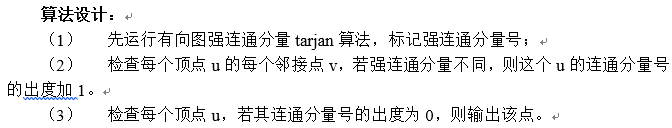 算法设计：
（1） 先运行有向图强连通分量 tarjan 算法，标记强连通分量号；
（2） 检查每个顶点 u 的每个邻接点 v，若强连通分量不同，则这个 u 的连通分量号
的出度加 1。
（3） 检查每个顶点 u，若其连通分量号的出度为 0，则输出该点。